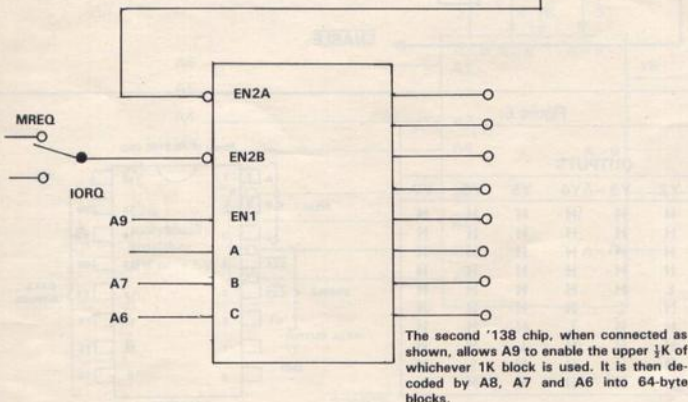 EN2A
MREQ
EN2B
IORQ
A9
EN1
A
A7
B
A6
C
The second '138 chip, when connected as
shown, allows A9 to enable the upper ½K of
whichever 1K block is used. It is then de-
coded by A8, A7 and A6 into 64-byte
blocks.